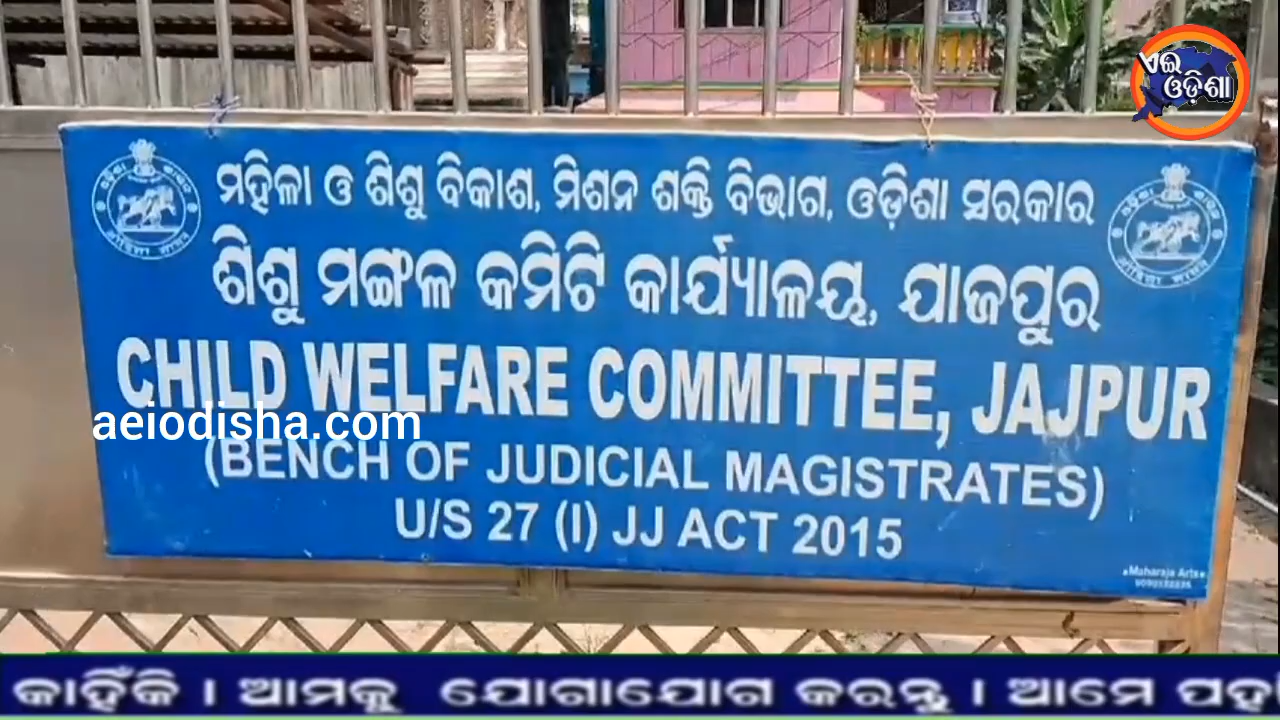 ଏଇ
ଓଡ଼ିଶା
ମହିଳା ଓ ଶିଶୁ ବିକାଶ, ମିଶନ ଶକ୍ତି ବିଭାଗ, ଓଡ଼ିଶା ସରକାର
ଶିଶୁ ମଙ୍ଗଳ କମିଟି କାର୍ଯ୍ୟାଳୟ, ଯାଜପୁର
CHILD WELFARE COMMITTEE, JAJPUR
aeiodisha.com
(BENCH OF JUDICIAL MAGISTRATES)
U/S 27 (I) JJ ACT 2015
Maharaja Arts
କାହିଁକି । ଆମକୁ ଯୋଗାଯୋଗ କରନ୍ତୁ । ଆମେ